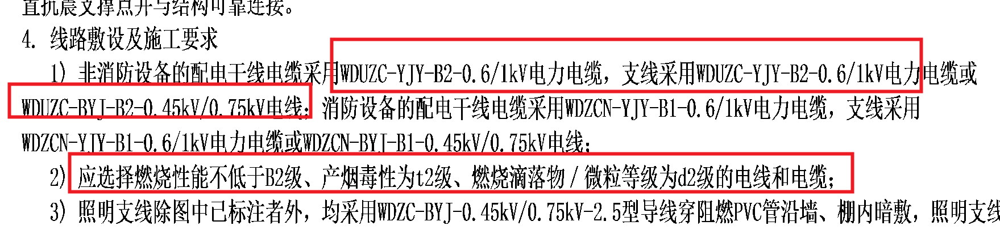 直抗震支撑点开与结构可靠连接。
4. 线路敷设及施工要求
1) 非消防设备的配电干线电缆采用WDUZC-YJY-B2-0.6/1kV电力电缆，支线采用WDUZC-YJY-B2-0.6/1kV电力电缆或
WDUZC-BYJ-B2-0.45kV/0.75kV电线；消防设备的配电干线电缆采用WDZCN-YJY-B1-0.6/1kV电力电缆，支线采用
WDZCN-YJY-B1-0.6/1kV电力电缆或WDZCN-BYJ-B1-0.45kV/0.75kV电线；
2) 应选择燃烧性能不低于B2级、产烟毒性为t2级、燃烧滴落物／微粒等级为d2级的电线和电缆；
3) 照明支线除图中已标注者外，均采用WDZC-BYJ-0.45kV/0.75kV-2.5型导线穿阻燃PVC管沿墙、棚内暗敷，照明支线